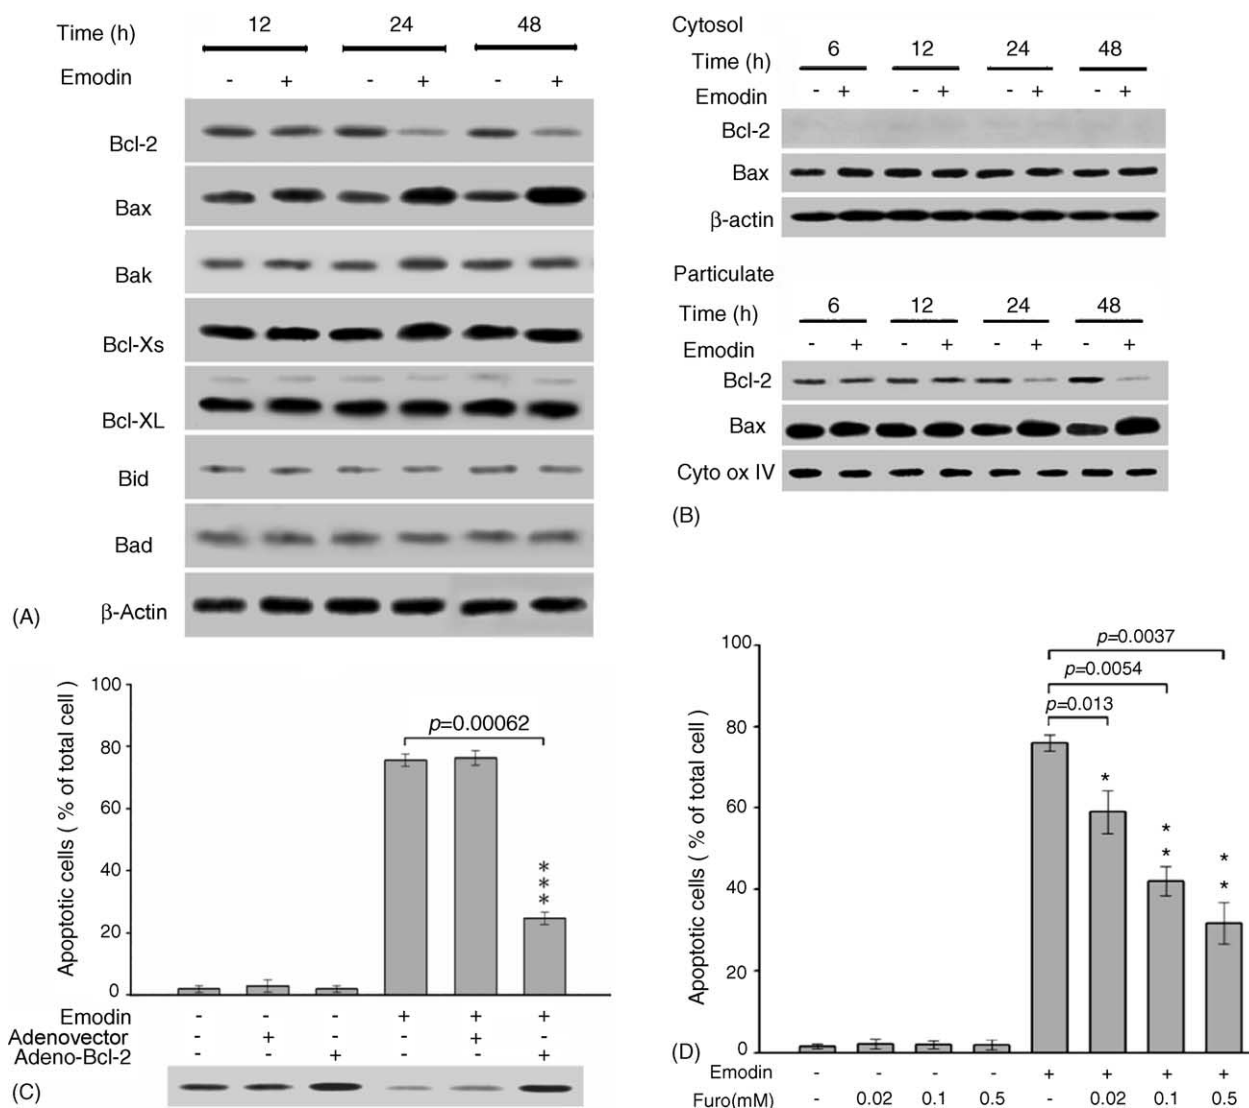 Time (h) 12 24 48
Emodin - + - + - +
Bcl-2
Bax
Bak
Bcl-Xs
Bcl-XL
Bid
Bad
β-Actin
(A)
Cytosol
Time (h) 6 12 24 48
Emodin - + - + - + - +
Bcl-2
Bax
β-actin
Particulate
Time (h) 6 12 24 48
Emodin - + - + - + - +
Bcl-2
Bax
Cyto ox IV
(B)
Apoptotic cells ( % of total cell )
100
80
60
40
20
0
p=0.00062
***
Emodin - - - + + +
Adenovector - + - - + -
Adeno-Bcl-2 - - + - - +
(C)
Apoptotic cells ( % of total cell )
100
80
60
40
20
0
p=0.0037
p=0.0054
p=0.013
*
**
**
Emodin - - - - + + + +
Furo(mM) - 0.02 0.1 0.5 - 0.02 0.1 0.5
(D)